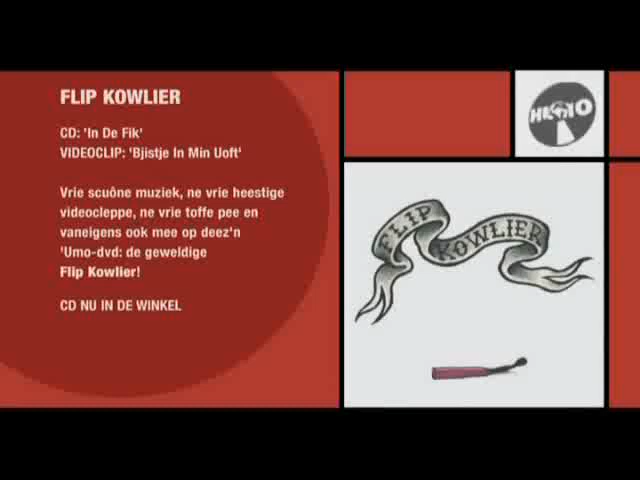 FLIP KOWLIER
CD: 'In De Fik'
VIDEOCLIP: 'Bjistje In Min Uoft'
Vrie scuône muziek, ne vrie heestige
videocleppe, ne vrie toffe pee en
vaneigens ook mee op deez'n
'Umo-dvd: de geweldige
Flip Kowlier!
CD NU IN DE WINKEL
FLIP
KOWLIER